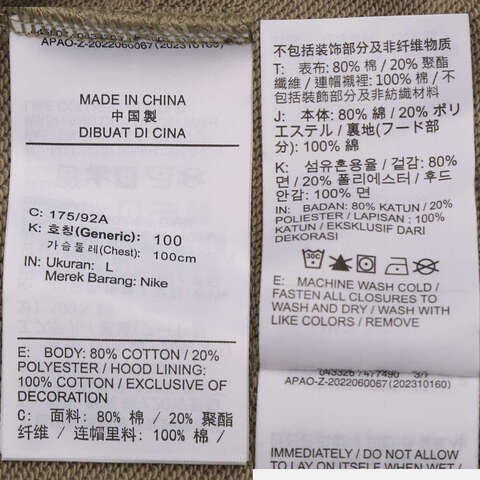 APAO-Z-2022060067(202310160)
MADE IN CHINA
中国製
DIBUAT DI CINA
C: 175/92A
K: 호칭(Generic): 100
가슴둘레(Chest): 100cm
IN: Ukuran: L
Merek Barang: Nike
E: BODY: 80% COTTON / 20%
POLYESTER / HOOD LINING:
100% COTTON / EXCLUSIVE OF
DECORATION
C: 面料: 80% 棉 / 20% 聚酯
纤维 / 连帽里料: 100% 棉 /
不包括装饰部分及非纤维物质
T: 表布: 80% 棉 / 20% 聚酯
纖維 / 連帽襯裡: 100% 棉 / 不
包括裝飾部分及非紡織材料
J: 本体: 80% 綿 / 20% ポリ
エステル / 裏地(フード部
分): 100% 綿
K: 섬유혼용율 / 겉감: 80%
면 / 20% 폴리에스터 / 후드
안감: 100% 면
IN: BADAN: 80% KATUN / 20%
POLIESTER / LAPISAN : 100%
KATUN / EKSKLUSIF DARI
DEKORASI
30C
E: MACHINE WASH COLD /
FASTEN ALL CLOSURES TO
WASH AND DRY / WASH WITH
LIKE COLORS / REMOVE
APAO-Z-2022060067(202310160)
IMMEDIATELY / DO NOT ALLOW
TO LAY ON ITSELF WHEN WET /